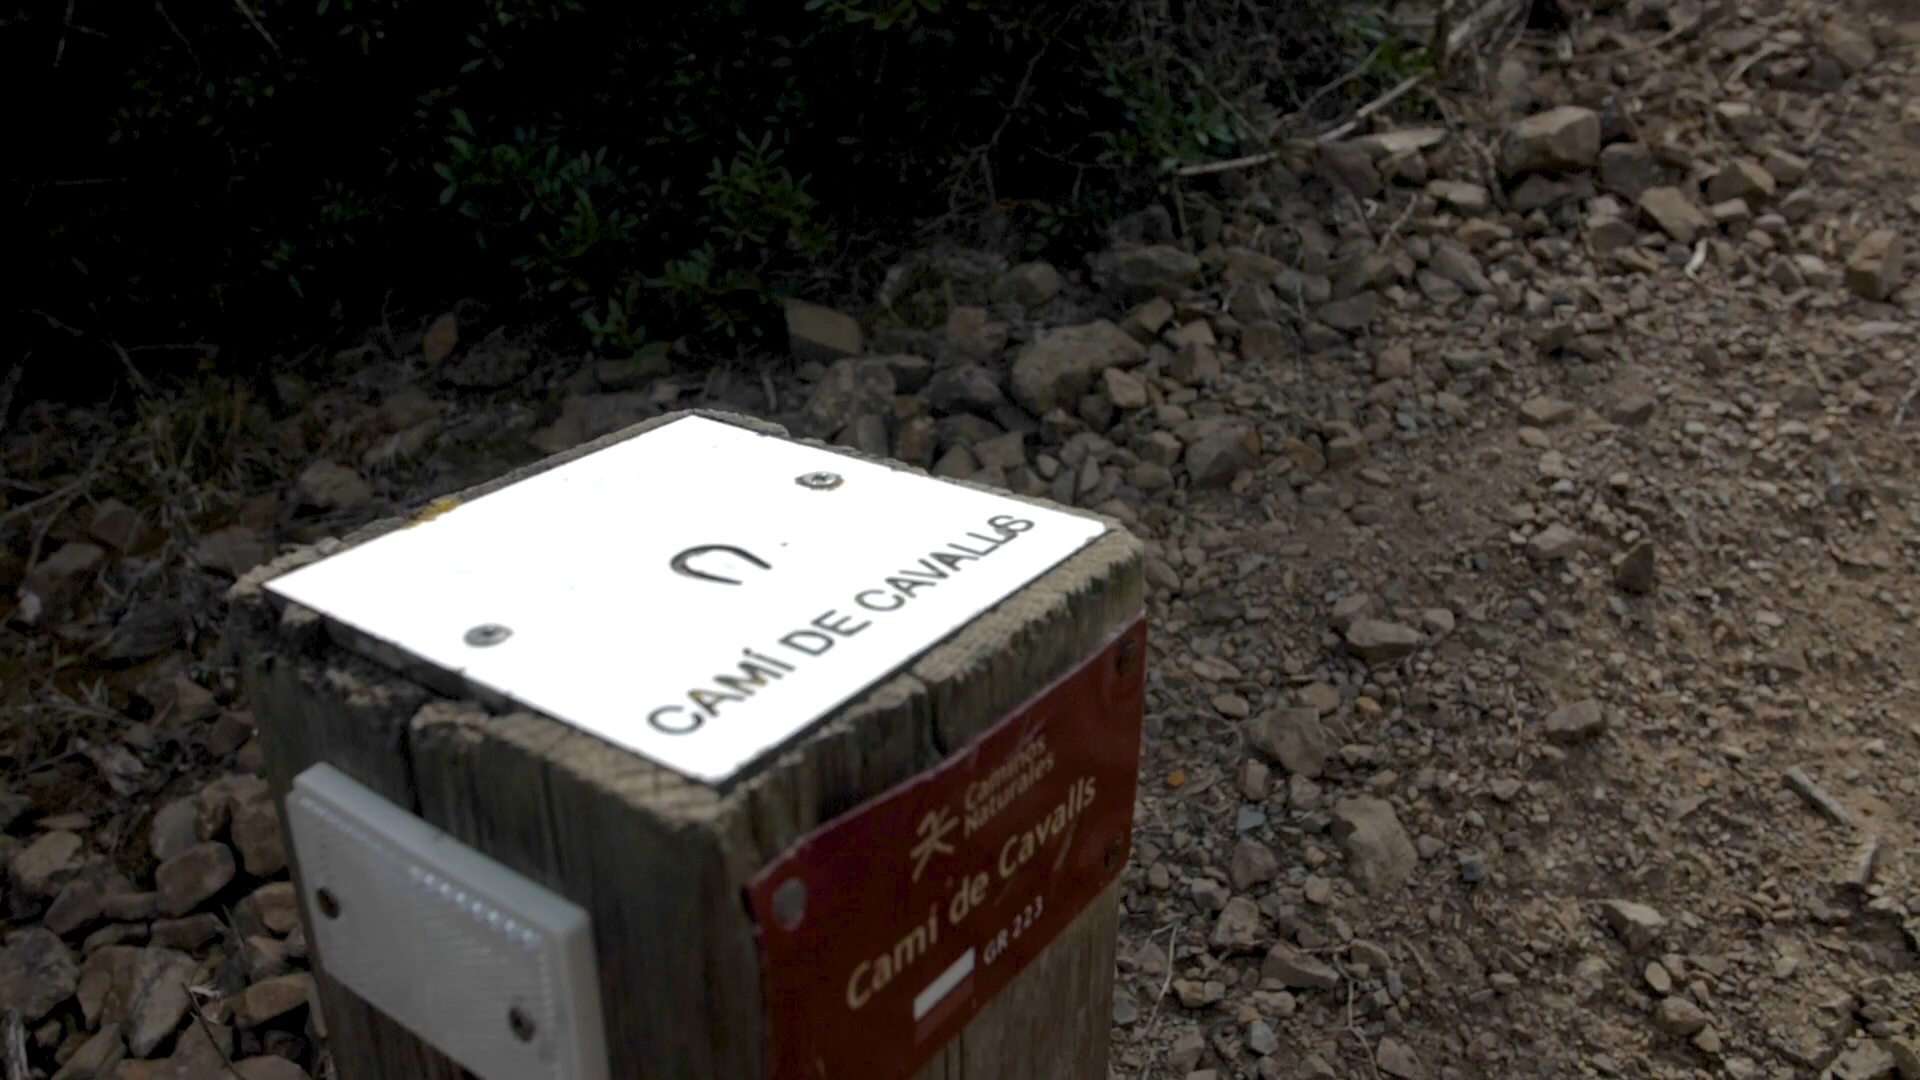 CAMÍ DE CAVALLS
Caminos
Naturales
Camí de Cavalls
GR 223